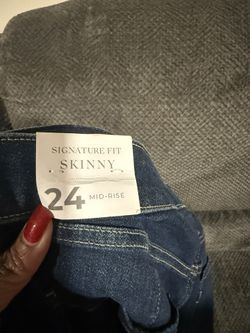 SIGNATURE FIT
SKINNY
24 MID-RISE